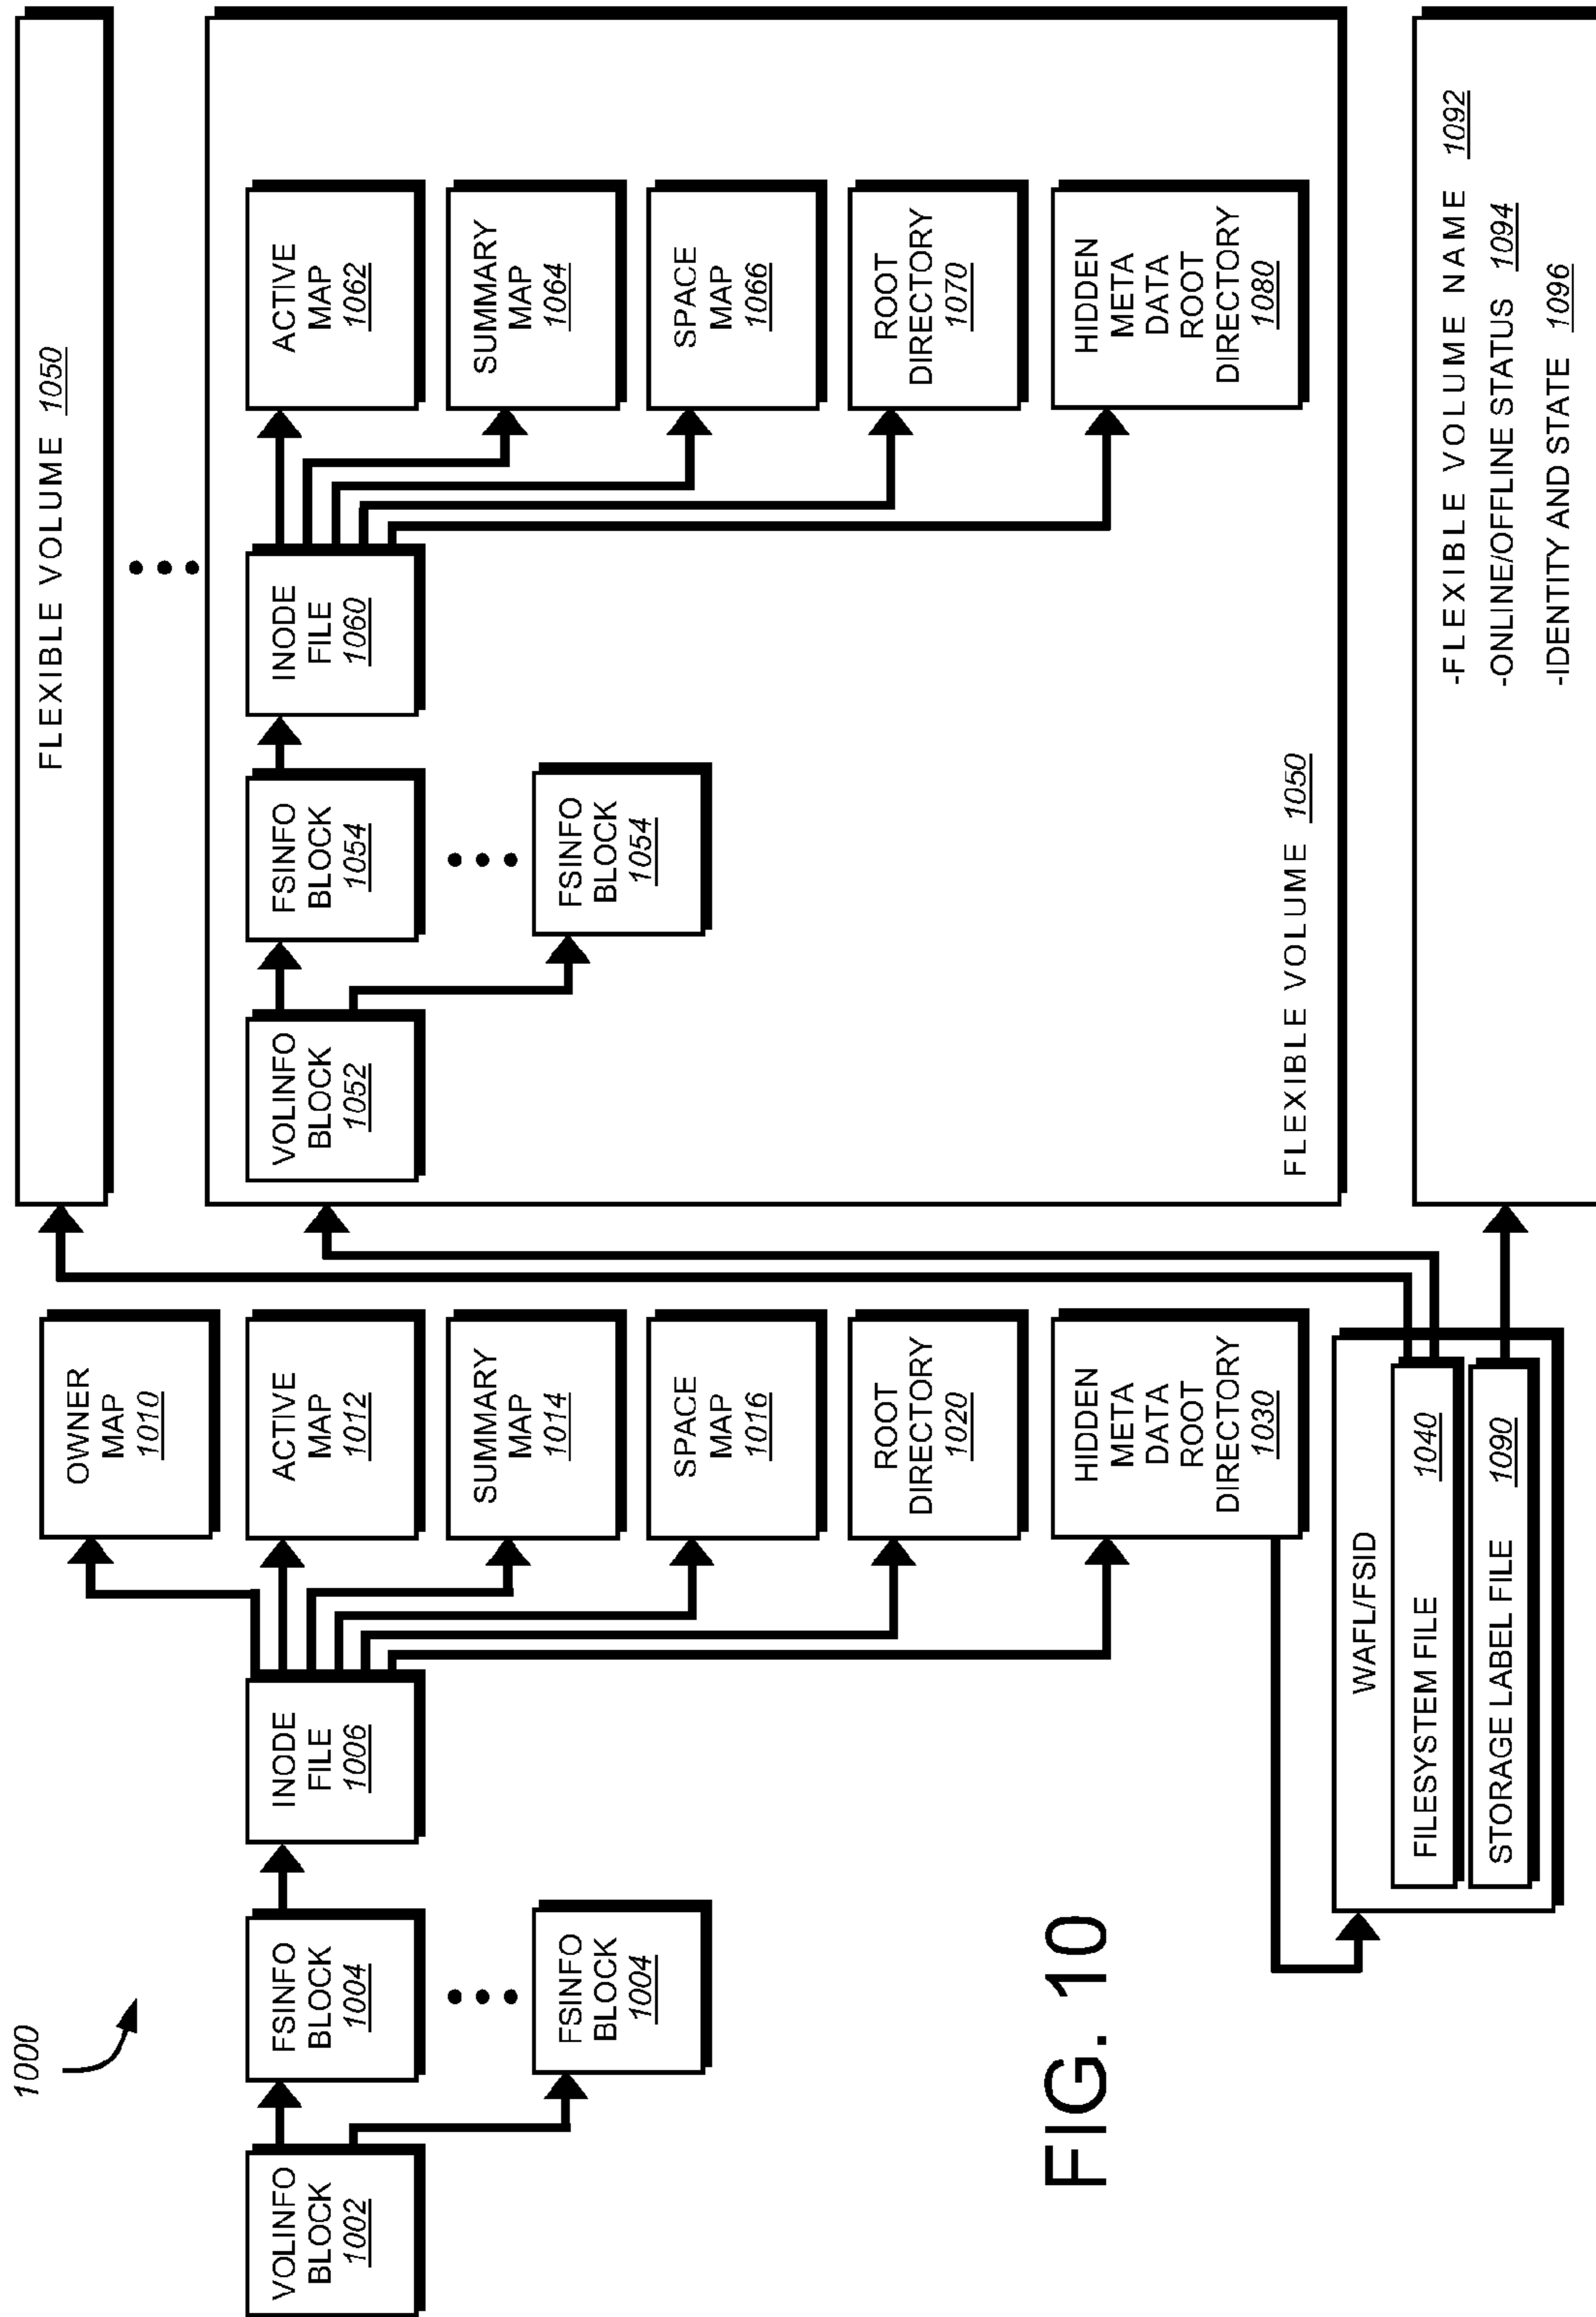 1000
VOLINFO
BLOCK
1002
FSINFO
BLOCK
1004
FSINFO
BLOCK
1004
INODE
FILE
1006
OWNER
MAP
1010
ACTIVE
MAP
1012
SUMMARY
MAP
1014
SPACE
MAP
1016
ROOT
DIRECTORY
1020
HIDDEN
META
DATA
ROOT
DIRECTORY
1030
WAFL/FSID
FILESYSTEM FILE 1040
STORAGE LABEL FILE 1090
FLEXIBLE VOLUME 1050
VOLINFO
BLOCK
1052
FSINFO
BLOCK
1054
FSINFO
BLOCK
1054
INODE
FILE
1060
ACTIVE
MAP
1062
SUMMARY
MAP
1064
SPACE
MAP
1066
ROOT
DIRECTORY
1070
HIDDEN
META
DATA
ROOT
DIRECTORY
1080
FLEXIBLE VOLUME 1050
-FLEXIBLE VOLUME NAME 1092
-ONLINE/OFFLINE STATUS 1094
-IDENTITY AND STATE 1096
FIG. 10